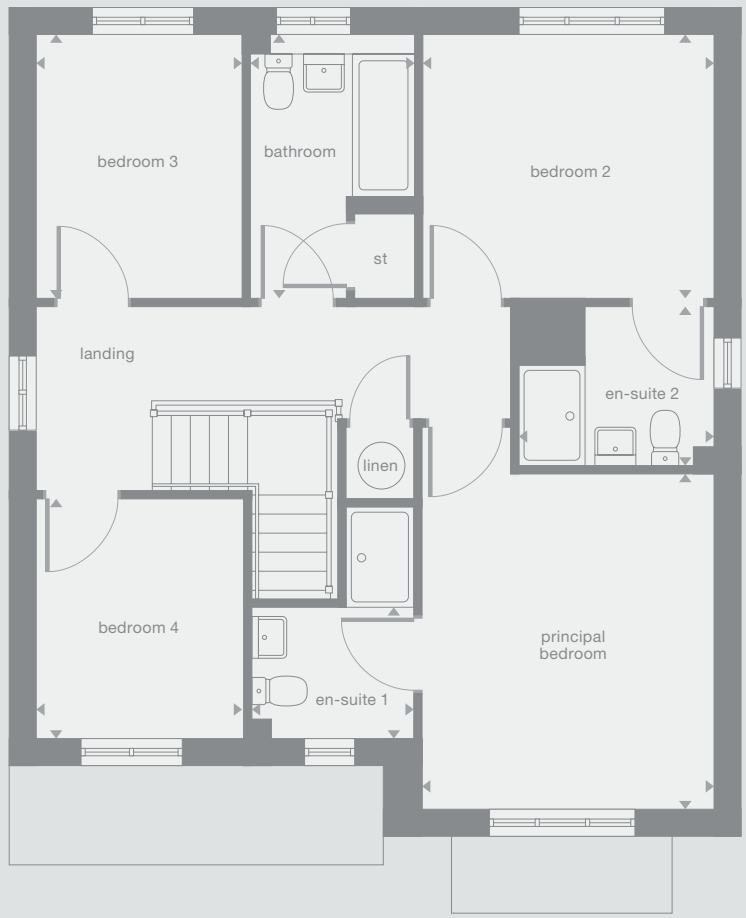 bedroom 3
bathroom
bedroom 2
st
landing
en-suite 2
linen
bedroom 4
principal
bedroom
en-suite 1